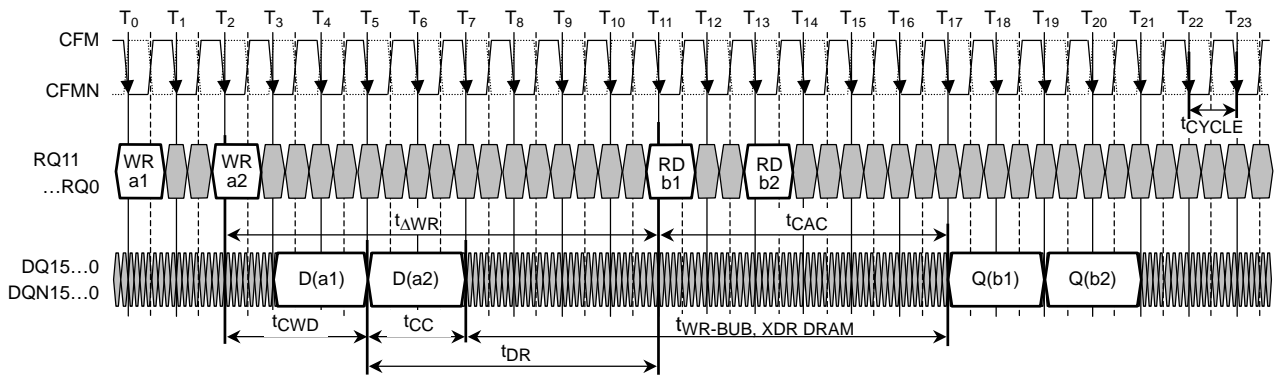 T0 T1 T2 T3 T4 T5 T6 T7 T8 T9 T10 T11 T12 T13 T14 T15 T16 T17 T18 T19 T20 T21 T22 T23
CFM
CFMN
tCYCLE
RQ11
…RQ0
WR a1
WR a2
RD b1
RD b2
tΔWR
tCAC
DQ15…0
DQN15…0
D(a1)
D(a2)
Q(b1)
Q(b2)
tCWD
tCC
tWR-BUB, XDR DRAM
tDR